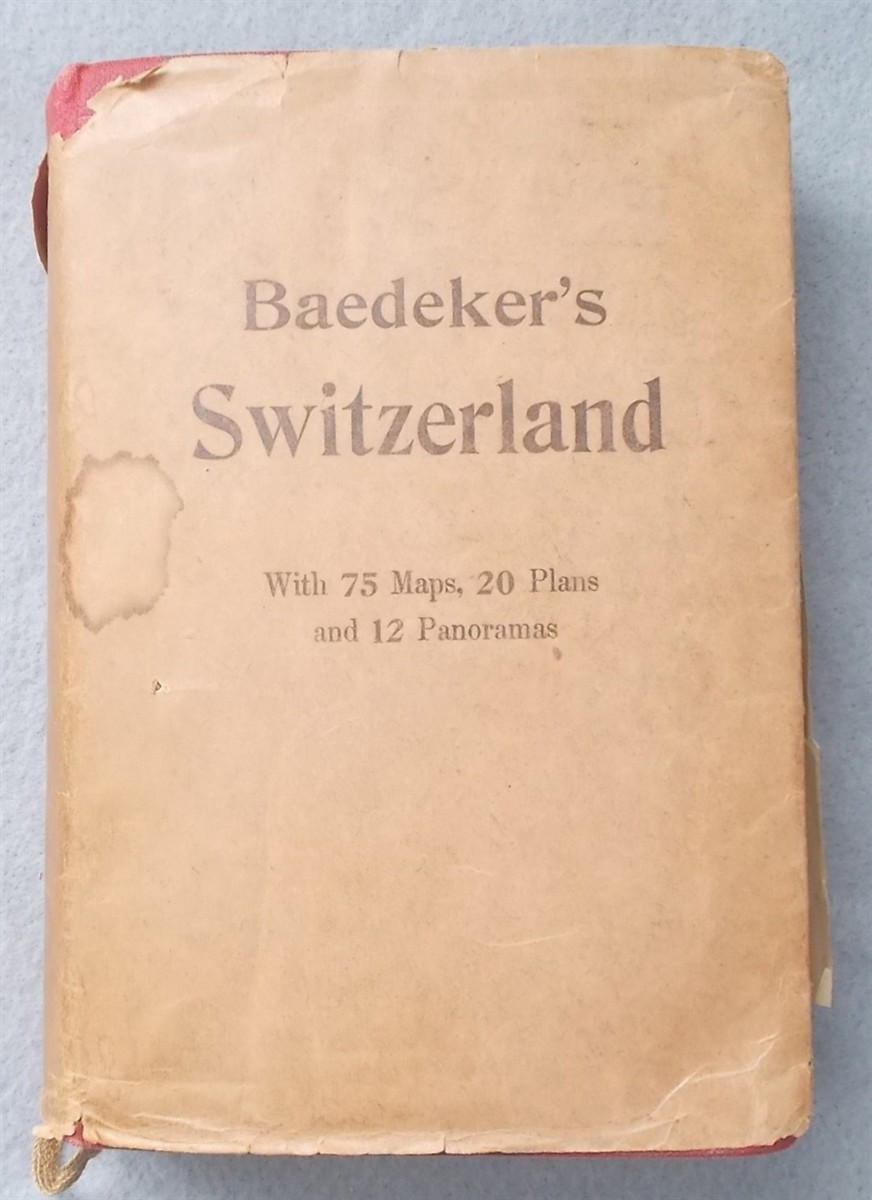 Baedeker's
Switzerland
With 75 Maps, 20 Plans
and 12 Panoramas